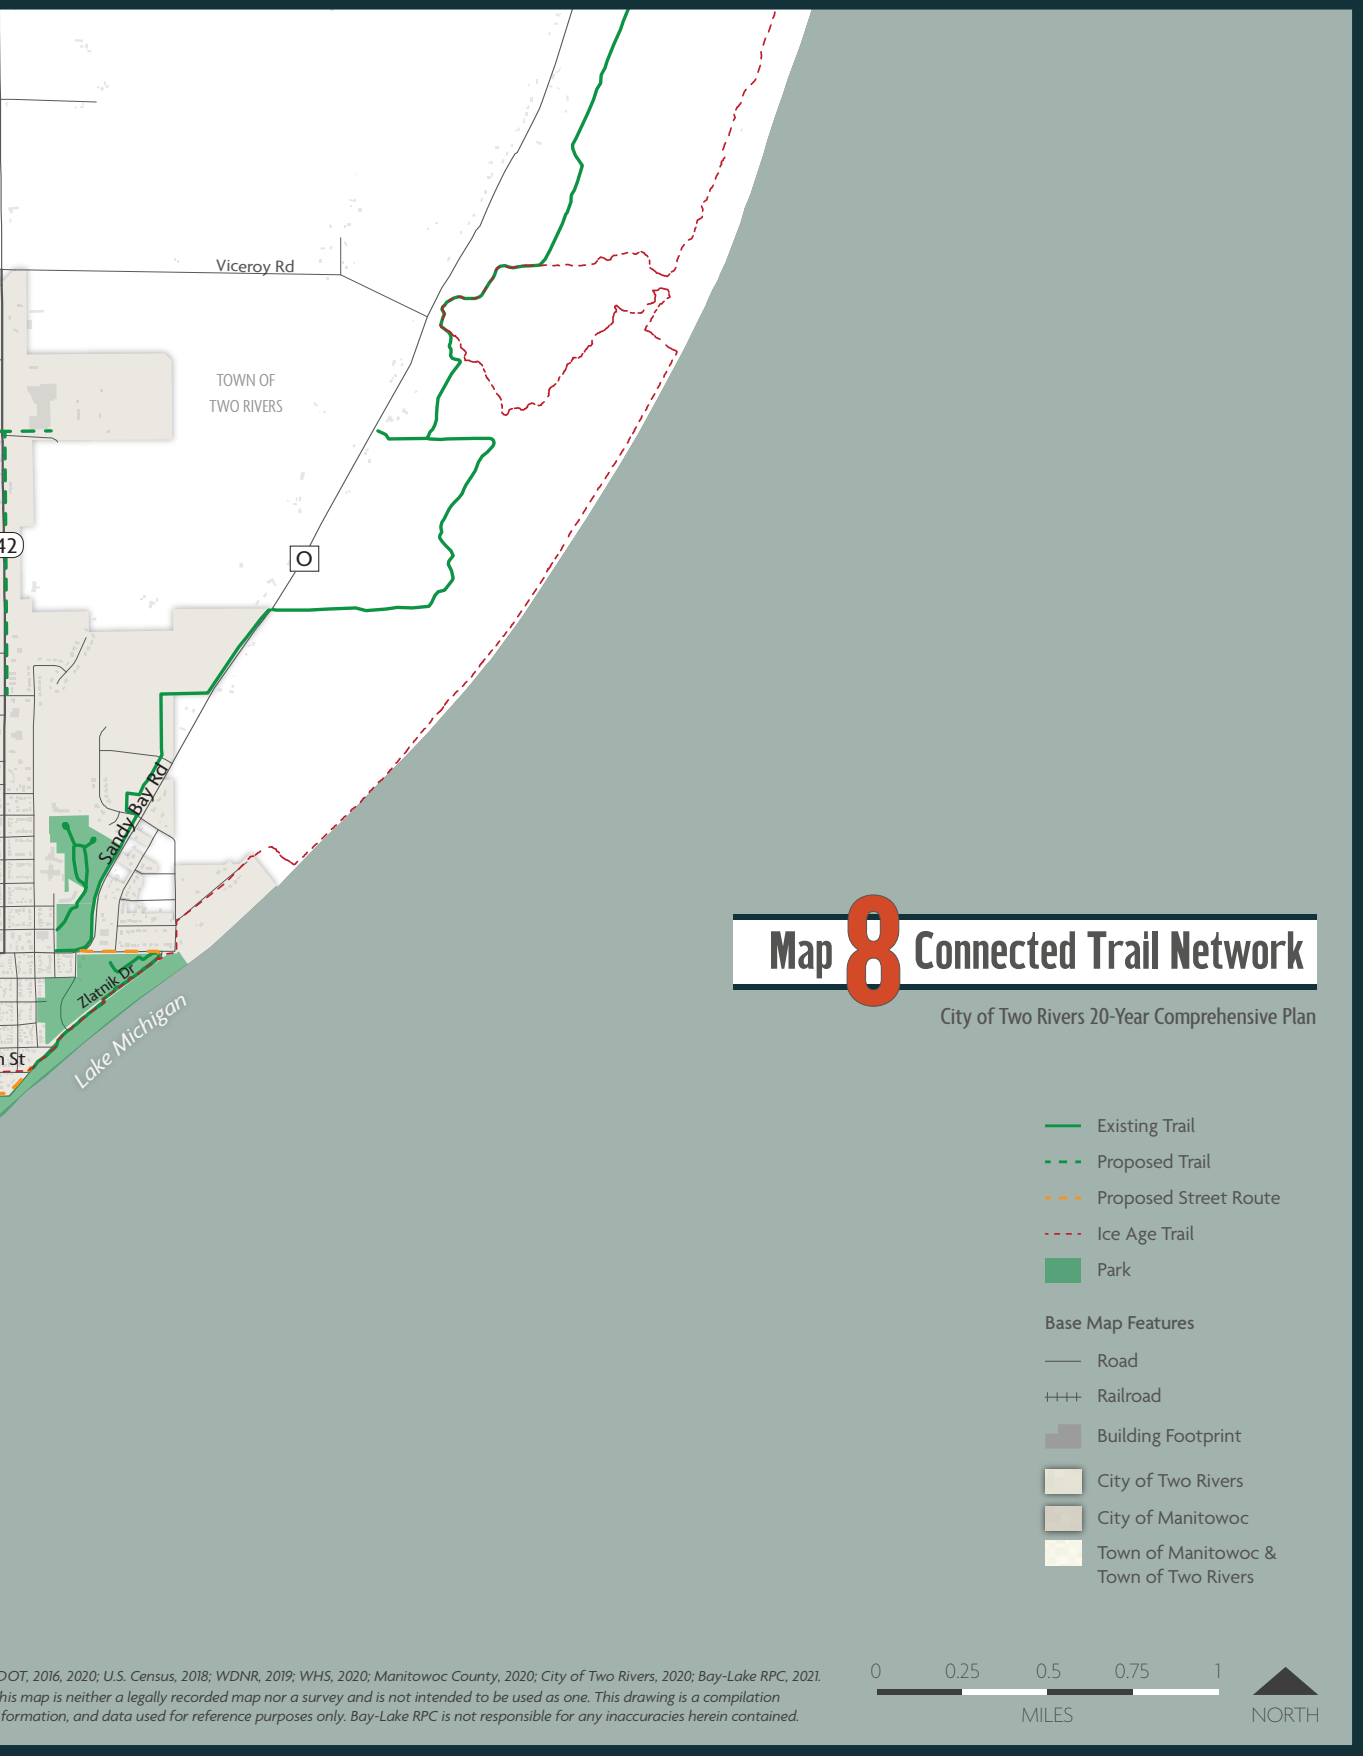 Viceroy Rd
TOWN OF
TWO RIVERS
42
O
Sandy Bay Rd
Zlatnik Dr
Lake Michigan
St
Map 8 Connected Trail Network
City of Two Rivers 20-Year Comprehensive Plan
Existing Trail
Proposed Trail
Proposed Street Route
Ice Age Trail
Park
Base Map Features
Road
Railroad
Building Footprint
City of Two Rivers
City of Manitowoc
Town of Manitowoc &
Town of Two Rivers
DOT, 2016, 2020; U.S. Census, 2018; WDNR, 2019; WHS, 2020; Manitowoc County, 2020; City of Two Rivers, 2020; Bay-Lake RPC, 2021.
his map is neither a legally recorded map nor a survey and is not intended to be used as one. This drawing is a compilation
formation, and data used for reference purposes only. Bay-Lake RPC is not responsible for any inaccuracies herein contained.
0 0.25 0.5 0.75 1
MILES
NORTH